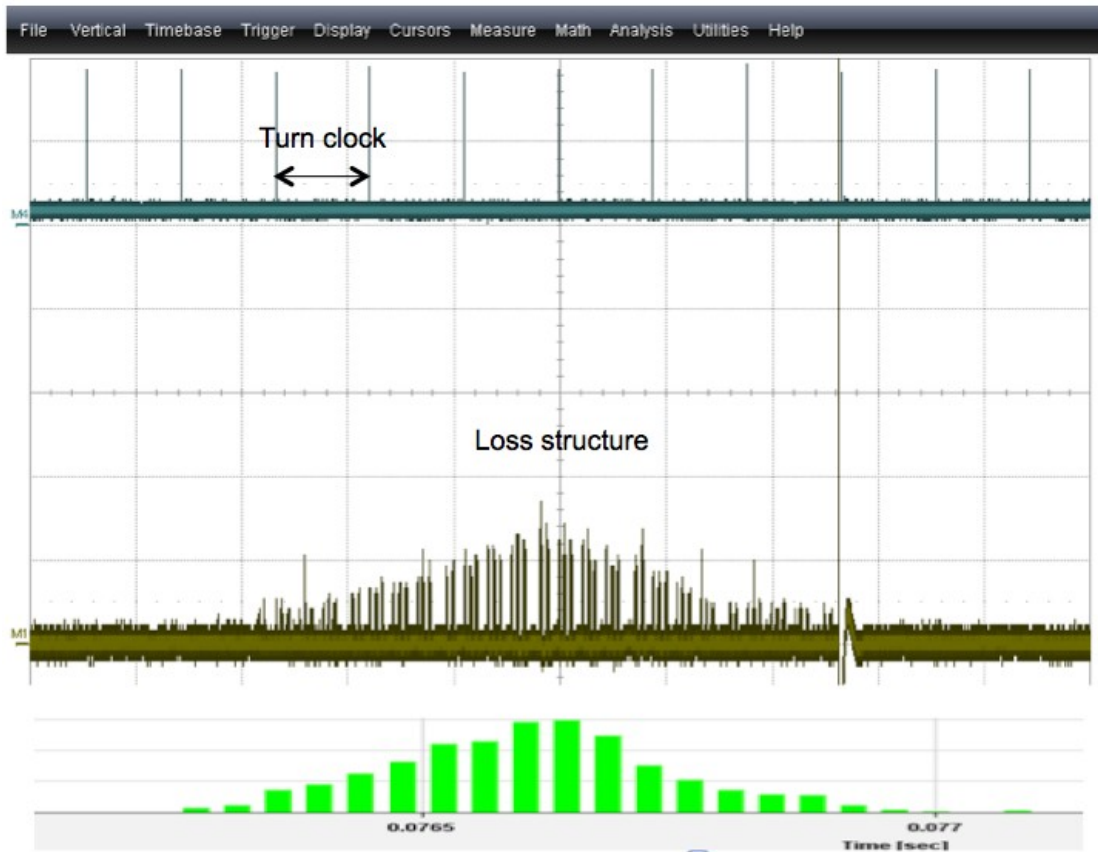 File Vertical Timebase Trigger Display Cursors Measure Math Analysis Utilities Help
Turn clock
M4
Loss structure
M1
0.0765 0.077
Time [sec]